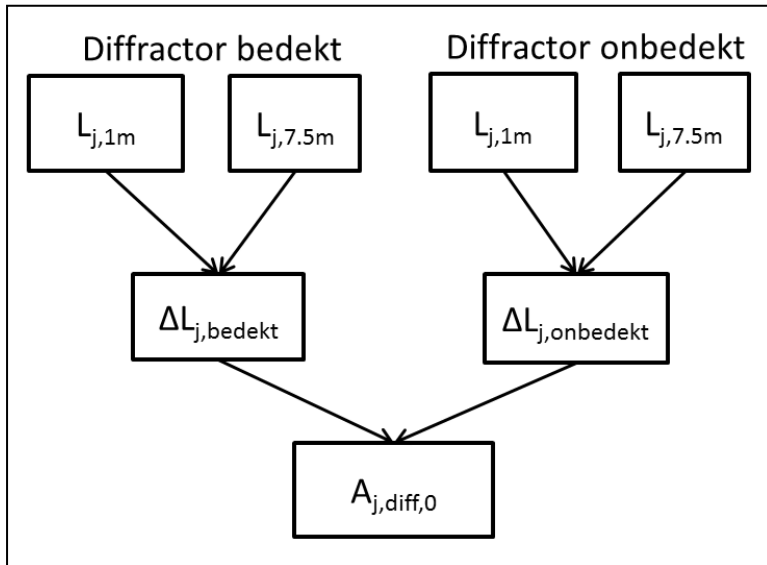 Diffractor bedekt Diffractor onbedekt
L_j,1m L_j,7.5m L_j,1m L_j,7.5m
ΔL_j,bedekt ΔL_j,onbedekt
A_j,diff,0